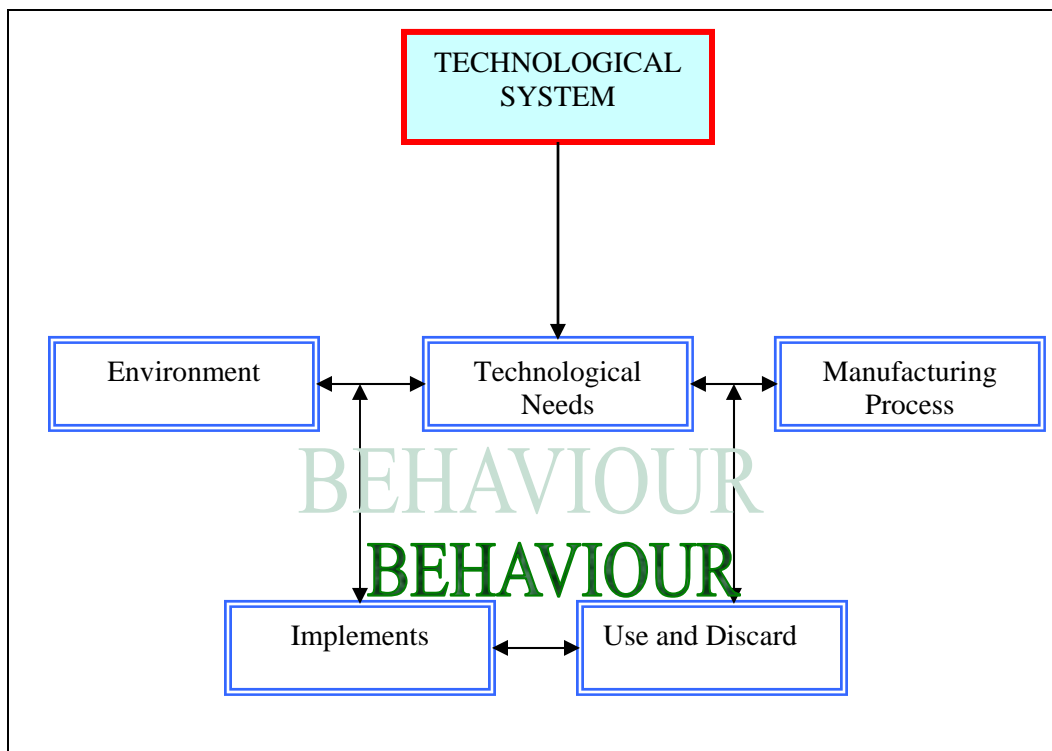 TECHNOLOGICAL
SYSTEM
Environment
Technological
Needs
Manufacturing
Process
BEHAVIOUR
BEHAVIOUR
Implements
Use and Discard